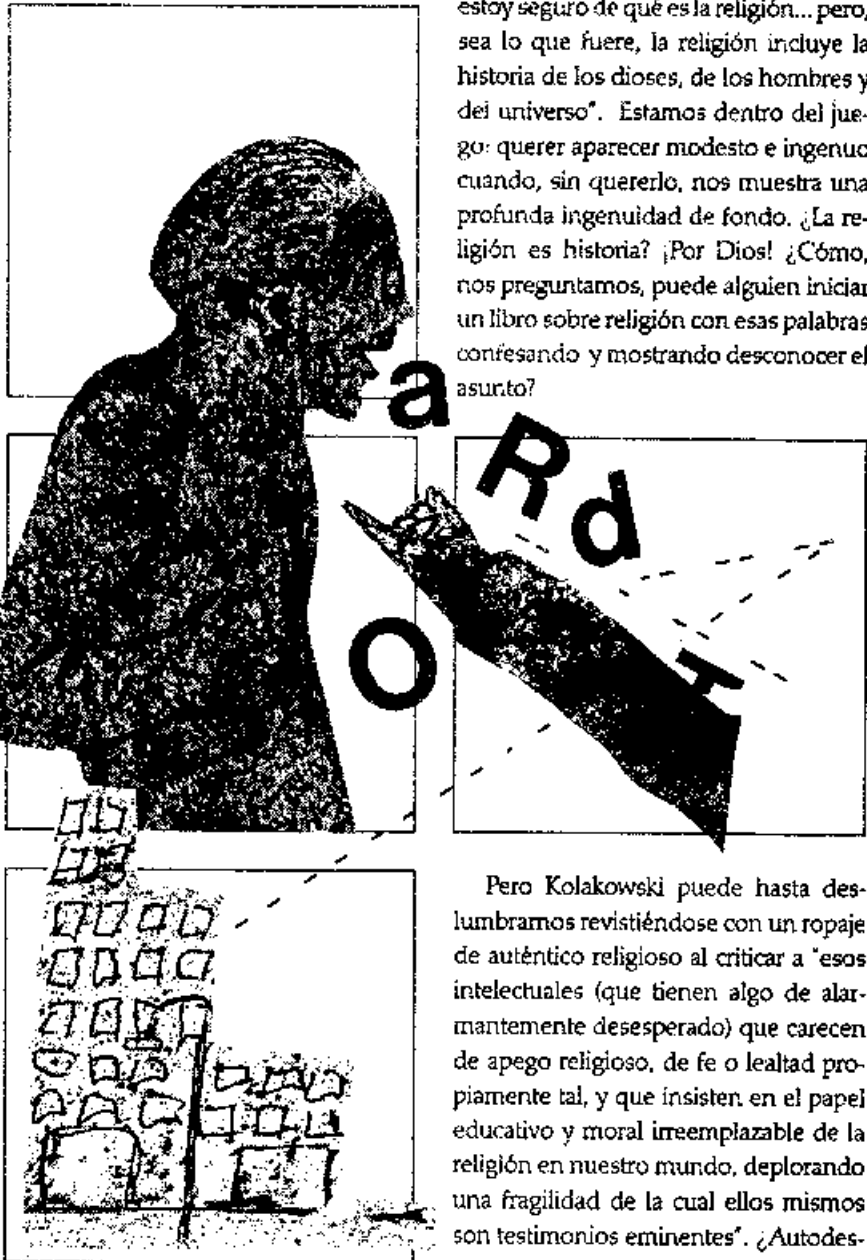 estoy seguro de qué es la religión... pero,
sea lo que fuere, la religión incluye la
historia de los dioses, de los hombres y
del universo". Estamos dentro del jue-
go: querer aparecer modesto e ingenuo
cuando, sin quererlo, nos muestra una
profunda ingenuidad de fondo. ¿La re-
ligión es historia? ¡Por Dios! ¿Cómo,
nos preguntamos, puede alguien iniciar
un libro sobre religión con esas palabras
confesando y mostrando desconocer el
asunto?
a
R
d
O
Pero Kolakowski puede hasta des-
lumbrarnos revistiéndose con un ropaje
de auténtico religioso al criticar a "esos
intelectuales (que tienen algo de alar-
mantemente desesperado) que carecen
de apego religioso, de fe o lealtad pro-
piamente tal, y que insisten en el papel
educativo y moral irreemplazable de la
religión en nuestro mundo, deplorando
una fragilidad de la cual ellos mismos
son testimonios eminentes". ¿Autodes-